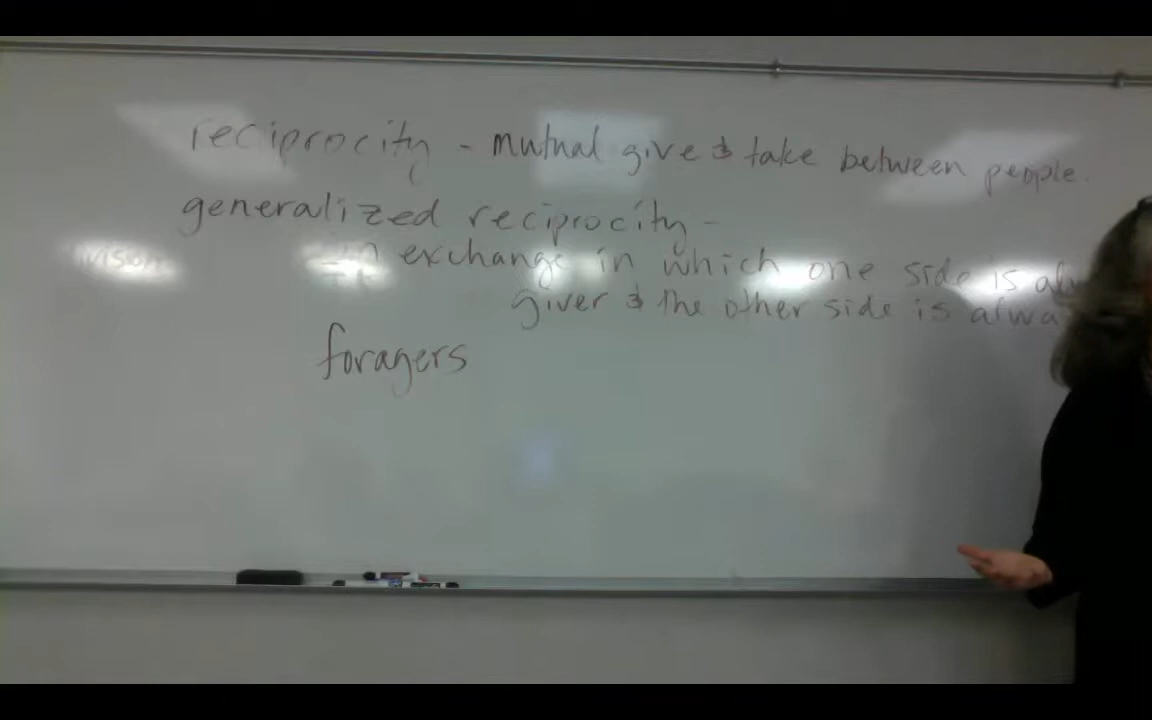 reciprocity - mutual give & take between people.
generalized reciprocity -
exchange in which one side is
giver & the other side is
foragers